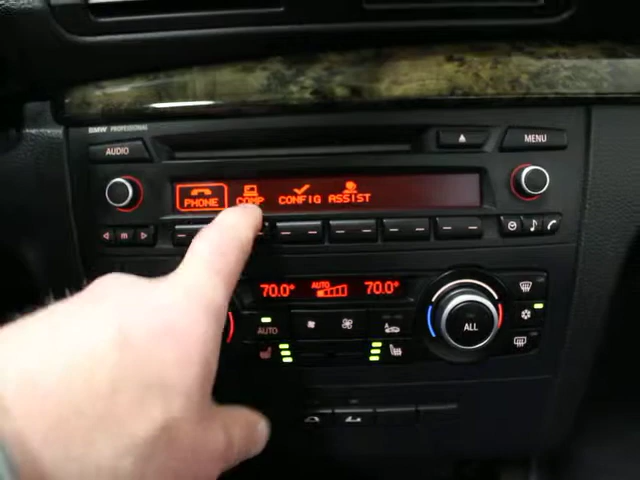 BMW PROFESSIONAL
AUDIO
MENU
PHONE COMP CONFIG ASSIST
m
70.0° AUTO 70.0°
AUTO
ALL